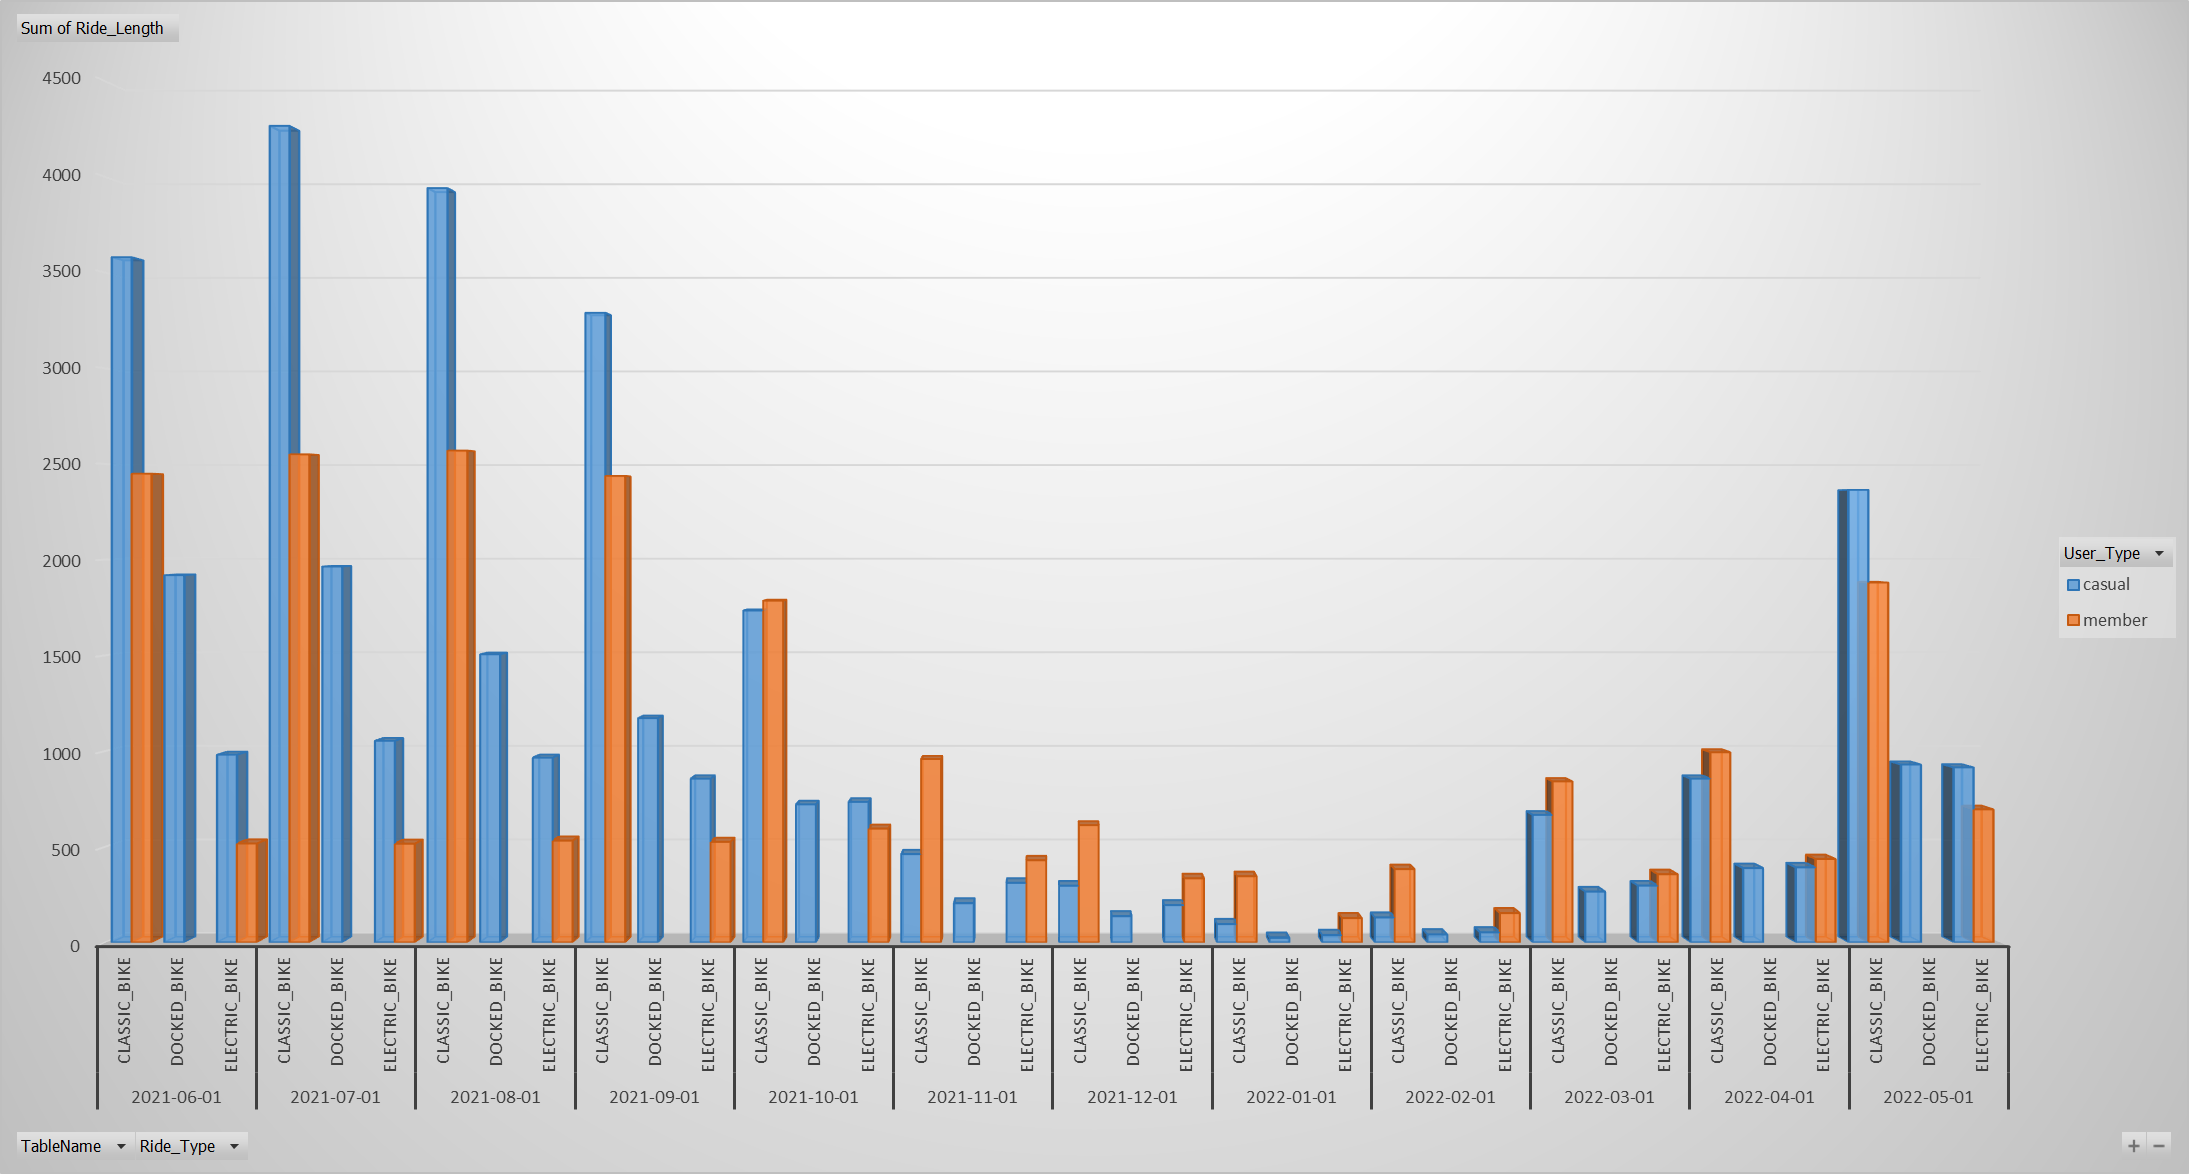 Sum of Ride_Length
4500
4000
3500
3000
2500
2000
1500
1000
500
0
User_Type
casual
member
CLASSIC_BIKE
DOCKED_BIKE
ELECTRIC_BIKE
CLASSIC_BIKE
DOCKED_BIKE
ELECTRIC_BIKE
CLASSIC_BIKE
DOCKED_BIKE
ELECTRIC_BIKE
CLASSIC_BIKE
DOCKED_BIKE
ELECTRIC_BIKE
CLASSIC_BIKE
DOCKED_BIKE
ELECTRIC_BIKE
CLASSIC_BIKE
DOCKED_BIKE
ELECTRIC_BIKE
CLASSIC_BIKE
DOCKED_BIKE
ELECTRIC_BIKE
CLASSIC_BIKE
DOCKED_BIKE
ELECTRIC_BIKE
CLASSIC_BIKE
DOCKED_BIKE
ELECTRIC_BIKE
CLASSIC_BIKE
DOCKED_BIKE
ELECTRIC_BIKE
CLASSIC_BIKE
DOCKED_BIKE
ELECTRIC_BIKE
CLASSIC_BIKE
DOCKED_BIKE
ELECTRIC_BIKE
2021-06-01 2021-07-01 2021-08-01 2021-09-01 2021-10-01 2021-11-01 2021-12-01 2022-01-01 2022-02-01 2022-03-01 2022-04-01 2022-05-01
TableName Ride_Type + −